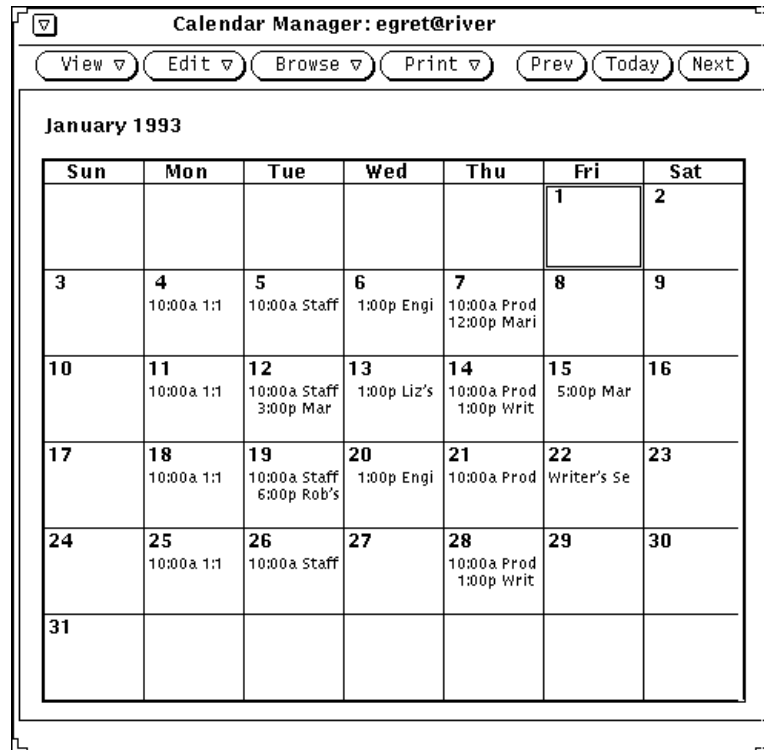 Calendar Manager: egret@river
View Edit Browse Print Prev Today Next
January 1993
Sun Mon Tue Wed Thu Fri Sat
1 2
3 4 5 6 7 8 9
10:00a 1:1 10:00a Staff 1:00p Engi 10:00a Prod
12:00p Mari
10 11 12 13 14 15 16
10:00a 1:1 10:00a Staff 1:00p Liz's 10:00a Prod 5:00p Mar
3:00p Mar 1:00p Writ
17 18 19 20 21 22 23
10:00a 1:1 10:00a Staff 1:00p Engi 10:00a Prod Writer's Se
6:00p Rob's
24 25 26 27 28 29 30
10:00a 1:1 10:00a Staff 10:00a Prod
1:00p Writ
31